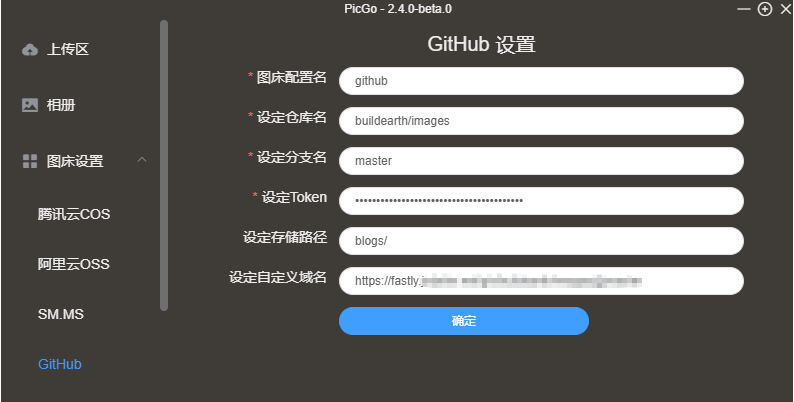 PicGo - 2.4.0-beta.0
上传区
相册
图床设置
腾讯云COS
阿里云OSS
SM.MS
GitHub
GitHub 设置
* 图床配置名
github
* 设定仓库名
buildearth/images
* 设定分支名
master
* 设定Token
设定存储路径
blogs/
设定自定义域名
https://fastly.j
确定